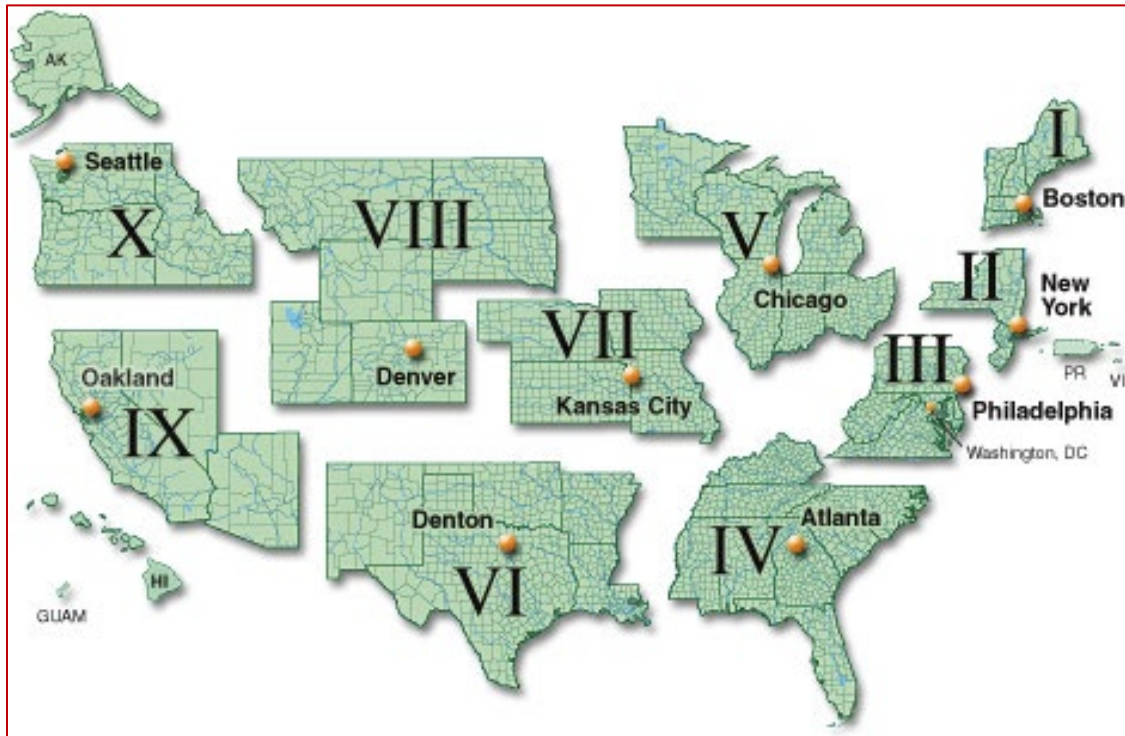 AK
Seattle
X
VIII
V
Chicago
I
Boston
II
New
York
PR
VI
III
Philadelphia
Washington, DC
Denver
VII
Kansas City
Oakland
IX
HI
GUAM
Denton
VI
Atlanta
IV